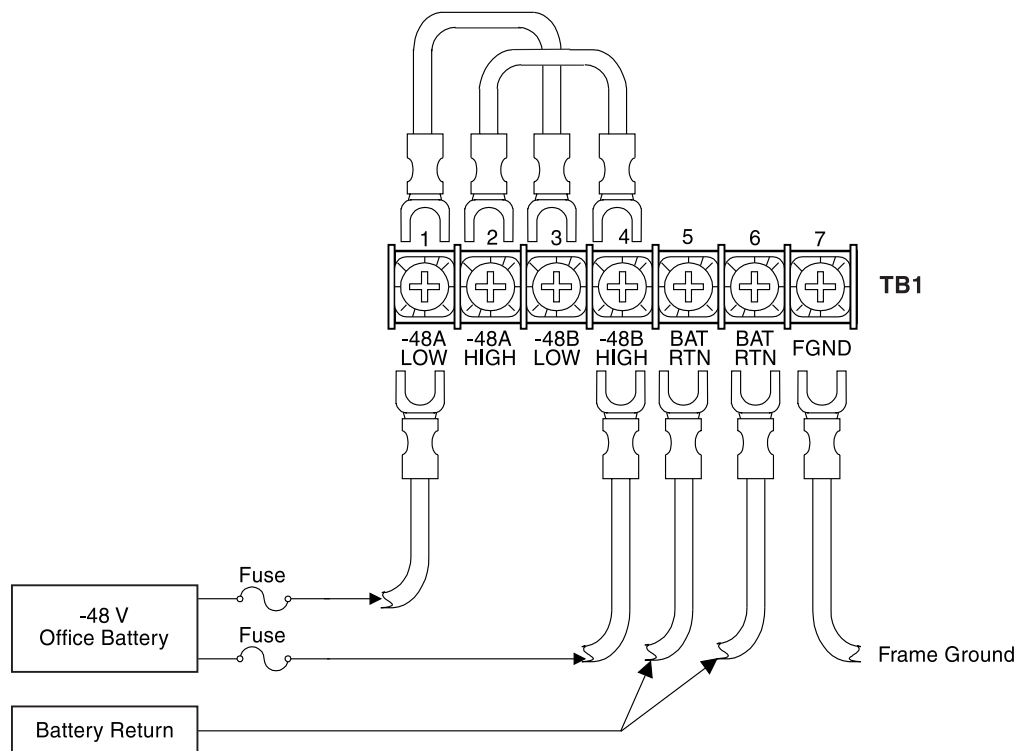 1 2 3 4 5 6 7
TB1
-48A
LOW
-48A
HIGH
-48B
LOW
-48B
HIGH
BAT
RTN
BAT
RTN
FGND
Fuse
-48 V
Office Battery
Fuse
Frame Ground
Battery Return